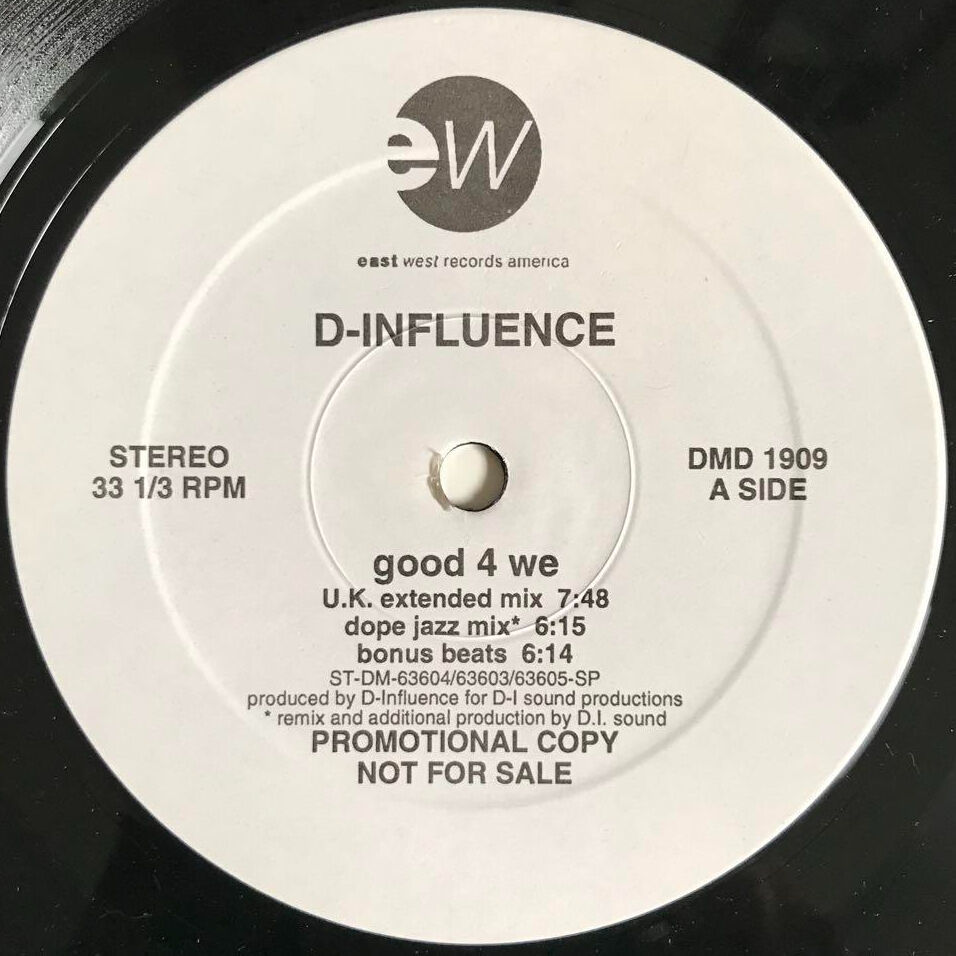 ew
east west records america
D-INFLUENCE
STEREO
33 1/3 RPM
DMD 1909
A SIDE
good 4 we
U.K. extended mix 7:48
dope jazz mix* 6:15
bonus beats 6:14
ST-DM-63604/63603/63605-SP
produced by D-Influence for D-I sound productions
* remix and additional production by D.I. sound
PROMOTIONAL COPY
NOT FOR SALE